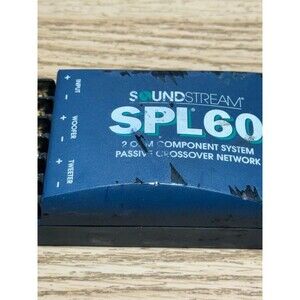 SOUNDSTREAM®
SPL60
2 OHM COMPONENT SYSTEM
PASSIVE CROSSOVER NETWORK
+ INPUT -
+ WOOFER -
+ TWEETER -